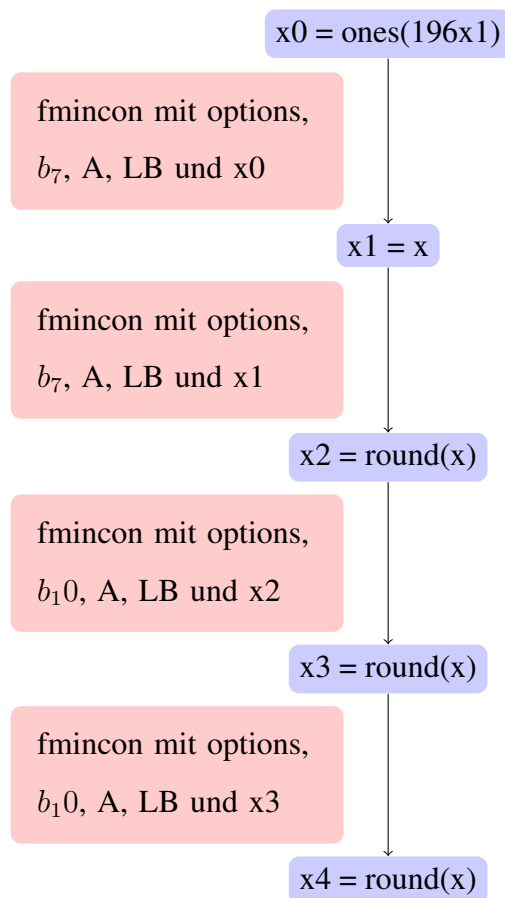 x0 = ones(196x1)
fmincon mit options,
b₇, A, LB und x0
x1 = x
fmincon mit options,
b₇, A, LB und x1
x2 = round(x)
fmincon mit options,
b₁0, A, LB und x2
x3 = round(x)
fmincon mit options,
b₁0, A, LB und x3
x4 = round(x)